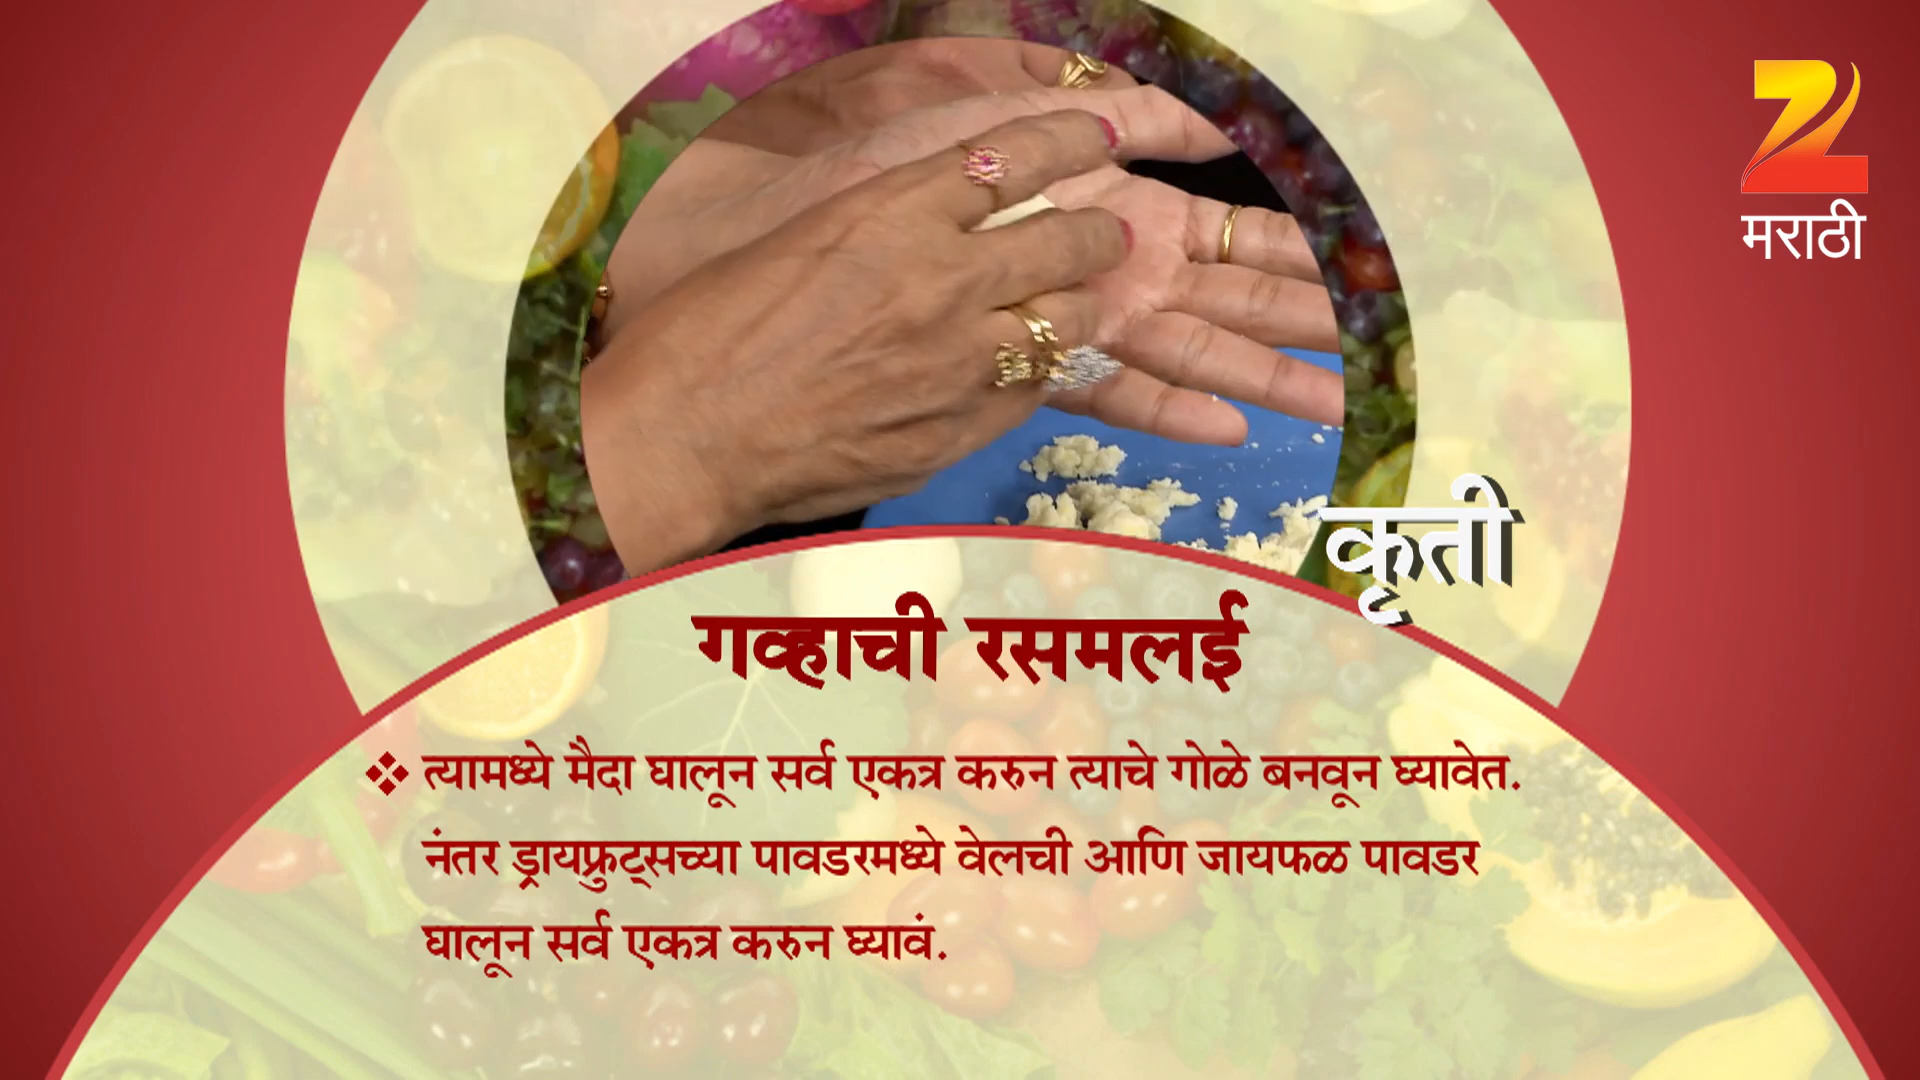 मराठी
कृती
गव्हाची रसमलई
❖ त्यामध्ये मैदा घालून सर्व एकत्र करुन त्याचे गोळे बनवून घ्यावेत.
नंतर ड्रायफ्रुट्सच्या पावडरमध्ये वेलची आणि जायफळ पावडर
घालून सर्व एकत्र करुन घ्यावं.